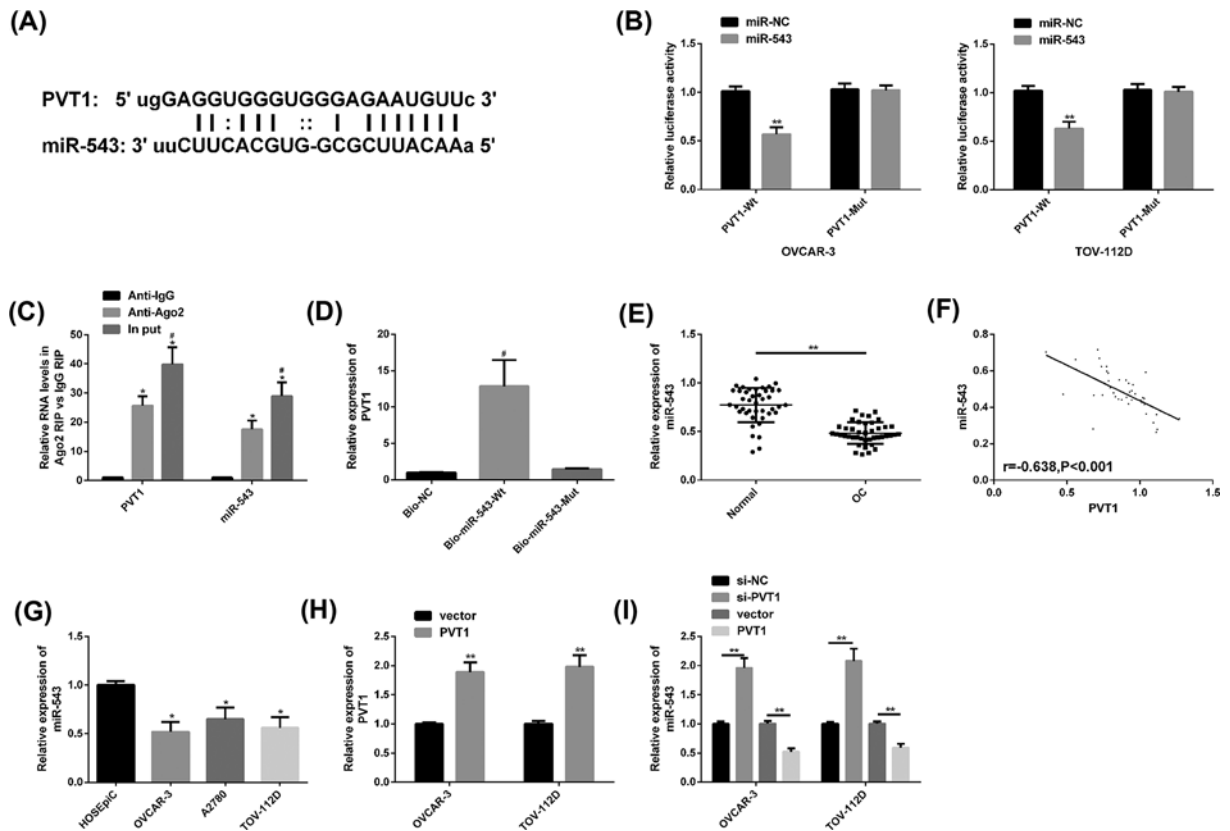 (A)
PVT1: 5' ugGAGGUGGGUGGGAGAAUGUUc 3'
miR-543: 3' uuCUUCACGUG-GCGCUUACAAa 5'
(B)
miR-NC
miR-543
Relative luciferase activity
1.5
1.0
0.5
0.0
**
PVT1-Wt
PVT1-Mut
OVCAR-3
miR-NC
miR-543
Relative luciferase activity
1.5
1.0
0.5
0.0
**
PVT1-Wt
PVT1-Mut
TOV-112D
(C)
Anti-IgG
Anti-Ago2
In put
Relative RNA levels in
Ago2 RIP vs IgG RIP
50
40
30
20
10
0
*
#
*
*
#
*
PVT1
miR-543
(D)
Relative expression of
PVT1
20
15
10
5
0
#
Bio-NC
Bio-miR-543-Wt
Bio-miR-543-Mut
(E)
Relative expression of
miR-543
1.5
1.0
0.5
0.0
**
Normal
OC
(F)
miR-543
0.8
0.6
0.4
0.2
0.0
r=-0.638,P<0.001
0.0
0.5
1.0
1.5
PVT1
(G)
Relative expression of
miR-543
1.5
1.0
0.5
0.0
*
*
*
HOSEpiC
OVCAR-3
A2780
TOV-112D
(H)
vector
PVT1
Relative expression of
PVT1
2.5
2.0
1.5
1.0
0.5
0.0
**
**
OVCAR-3
TOV-112D
(I)
si-NC
si-PVT1
vector
PVT1
Relative expression of
miR-543
2.5
2.0
1.5
1.0
0.5
0.0
**
**
**
**
OVCAR-3
TOV-112D